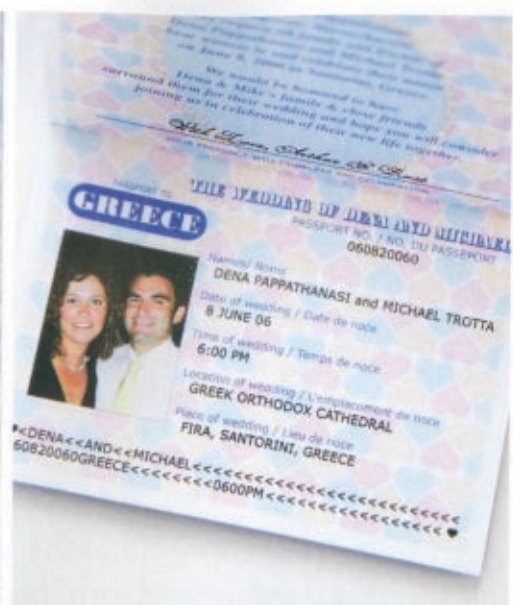 We would be honored to have
Dena & Mike's family & close friends
surround them for their wedding and hope you will consider
joining us in celebration of their new life together.
PASSPORT TO
GREECE
THE WEDDING OF DENA AND MICHAEL
PASSPORT NO. / NO. DU PASSEPORT
060820060
Names/ Noms
DENA PAPPATHANASI and MICHAEL TROTTA
Date of wedding / Date de noce
8 JUNE 06
Time of wedding / Temps de noce
6:00 PM
Location of wedding / L'emplacement de noce
GREEK ORTHODOX CATHEDRAL
Place of wedding / Lieu de noce
FIRA, SANTORINI, GREECE
♥<DENA<<AND<<MICHAEL<<<<<<<<<<<<<<<<<<<<<<<<<<
60820060GREECE<<<<<<<<0600PM<<<<<<<<<<<<<<<<<< ♥